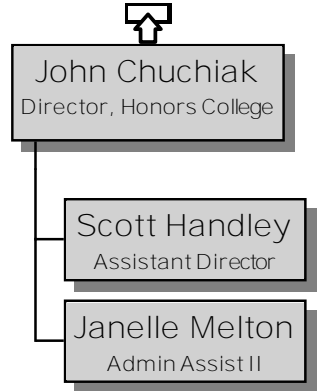 John Chuchiak
Director, Honors College
Scott Handley
Assistant Director
Janelle Melton
Admin Assist II